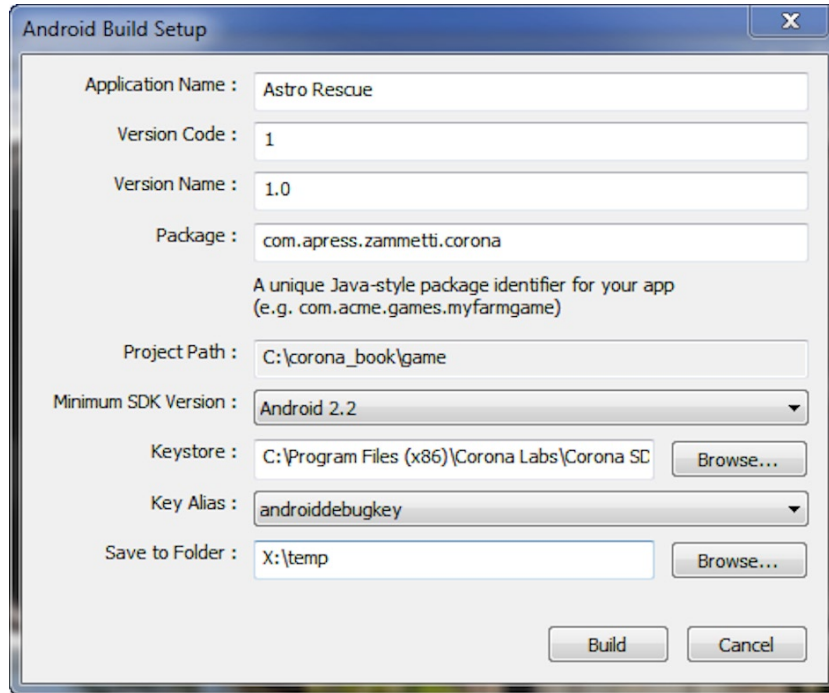 Android Build Setup
Application Name : Astro Rescue
Version Code : 1
Version Name : 1.0
Package : com.apress.zammetti.corona
A unique Java-style package identifier for your app
(e.g. com.acme.games.myfarmgame)
Project Path : C:\corona_book\game
Minimum SDK Version : Android 2.2
Keystore : C:\Program Files (x86)\Corona Labs\Corona SD Browse...
Key Alias : androiddebugkey
Save to Folder : X:\temp Browse...
Build Cancel